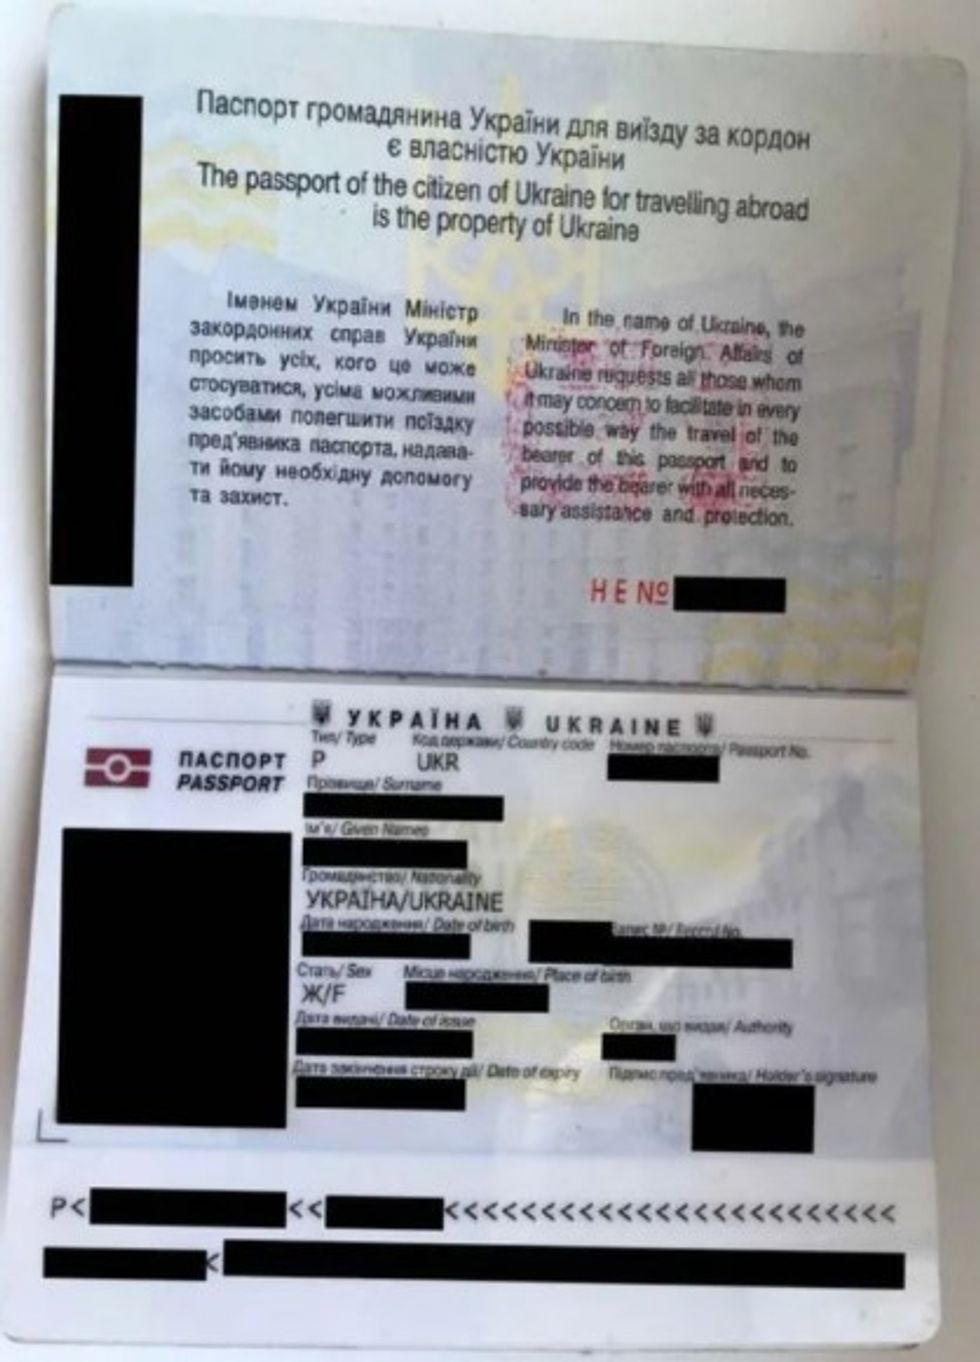 Паспорт громадянина України для виїзду за кордон
є власністю України
The passport of the citizen of Ukraine for travelling abroad
is the property of Ukraine
Іменем України Міністр
закордонних справ України
просить усіх, кого це може
стосуватися, усіма можливими
засобами полегшити поїздку
пред'явника паспорта, надава-
ти йому необхідну допомогу
та захист.
In the name of Ukraine, the
Minister of Foreign Affairs of
Ukraine requests all those whom
it may concern to facilitate in every
possible way the travel of the
bearer of this passport and to
provide the bearer with all neces-
sary assistance and protection.
Н Е №
УКРАЇНА UKRAINE
ПАСПОРТ
PASSPORT
Тип/ Type Код держави/ Country code Номер паспорта/ Passport No.
P UKR
Прізвище/ Surname
Ім'я/ Given Names
Громадянство/ Nationality
УКРАЇНА/UKRAINE
Дата народження/ Date of birth Запис №/ Record No.
Стать/ Sex Місце народження/ Place of birth
Ж/F
Дата видачі/ Date of issue Орган, що видав/ Authority
Дата закінчення строку дії/ Date of expiry Підпис пред'явника/ Holder's signature
P< << <<<<<<<<<<<<<<<<<<<<<<<<<<
<